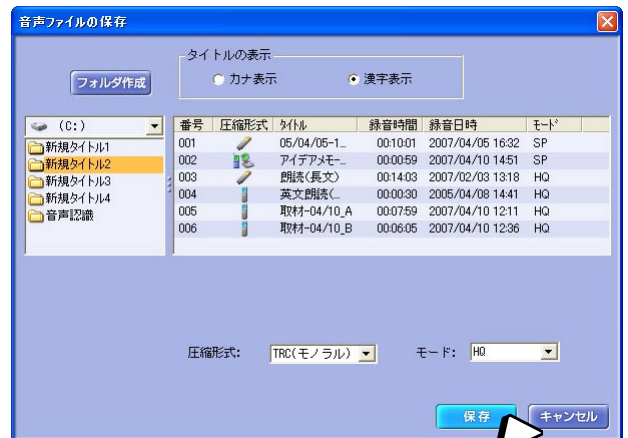 音声ファイルの保存
タイトルの表示
フォルダ作成
カナ表示
漢字表示
(C:)
新規タイトル1
新規タイトル2
新規タイトル3
新規タイトル4
音声認識
番号 圧縮形式 タイトル 録音時間 録音日時 モード
001 05/04/05-1... 00:10:01 2007/04/05 16:32 SP
002 アイデアメモ-... 00:00:59 2007/04/10 14:51 SP
003 朗読(長文) 00:14:03 2007/02/03 13:18 HQ
004 英文朗読(... 00:00:30 2005/04/08 14:41 HQ
005 取材-04/10_A 00:07:59 2007/04/10 12:11 HQ
006 取材-04/10_B 00:06:05 2007/04/10 12:36 HQ
圧縮形式: TRC(モノラル) モード: HQ
保存 キャンセル